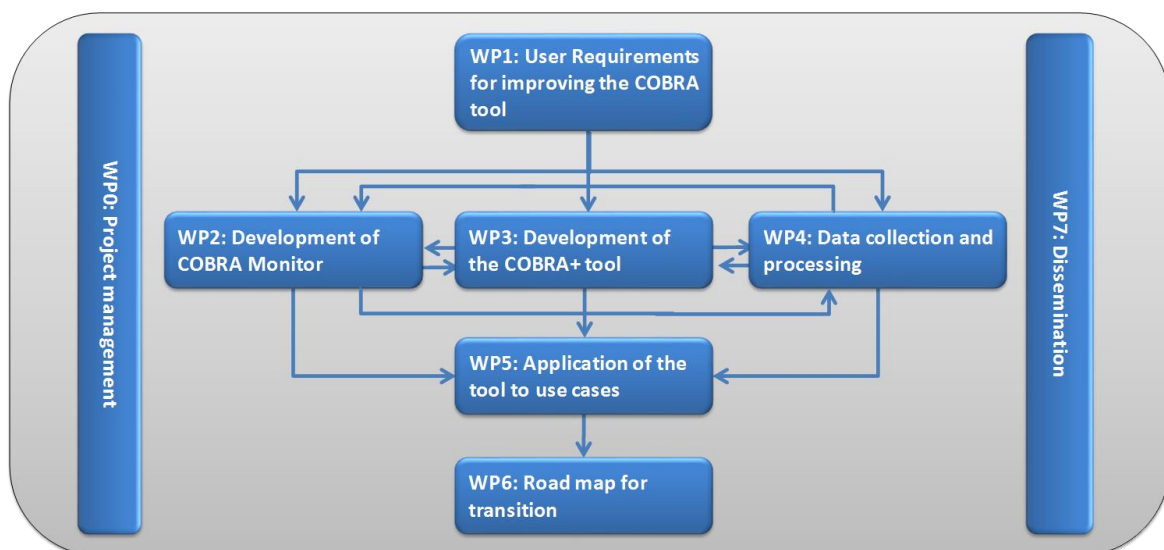 WP0: Project management
WP1: User Requirements
for improving the COBRA
tool
WP2: Development of
COBRA Monitor
WP3: Development of
the COBRA+ tool
WP4: Data collection and
processing
WP5: Application of the
tool to use cases
WP6: Road map for
transition
WP7: Dissemination